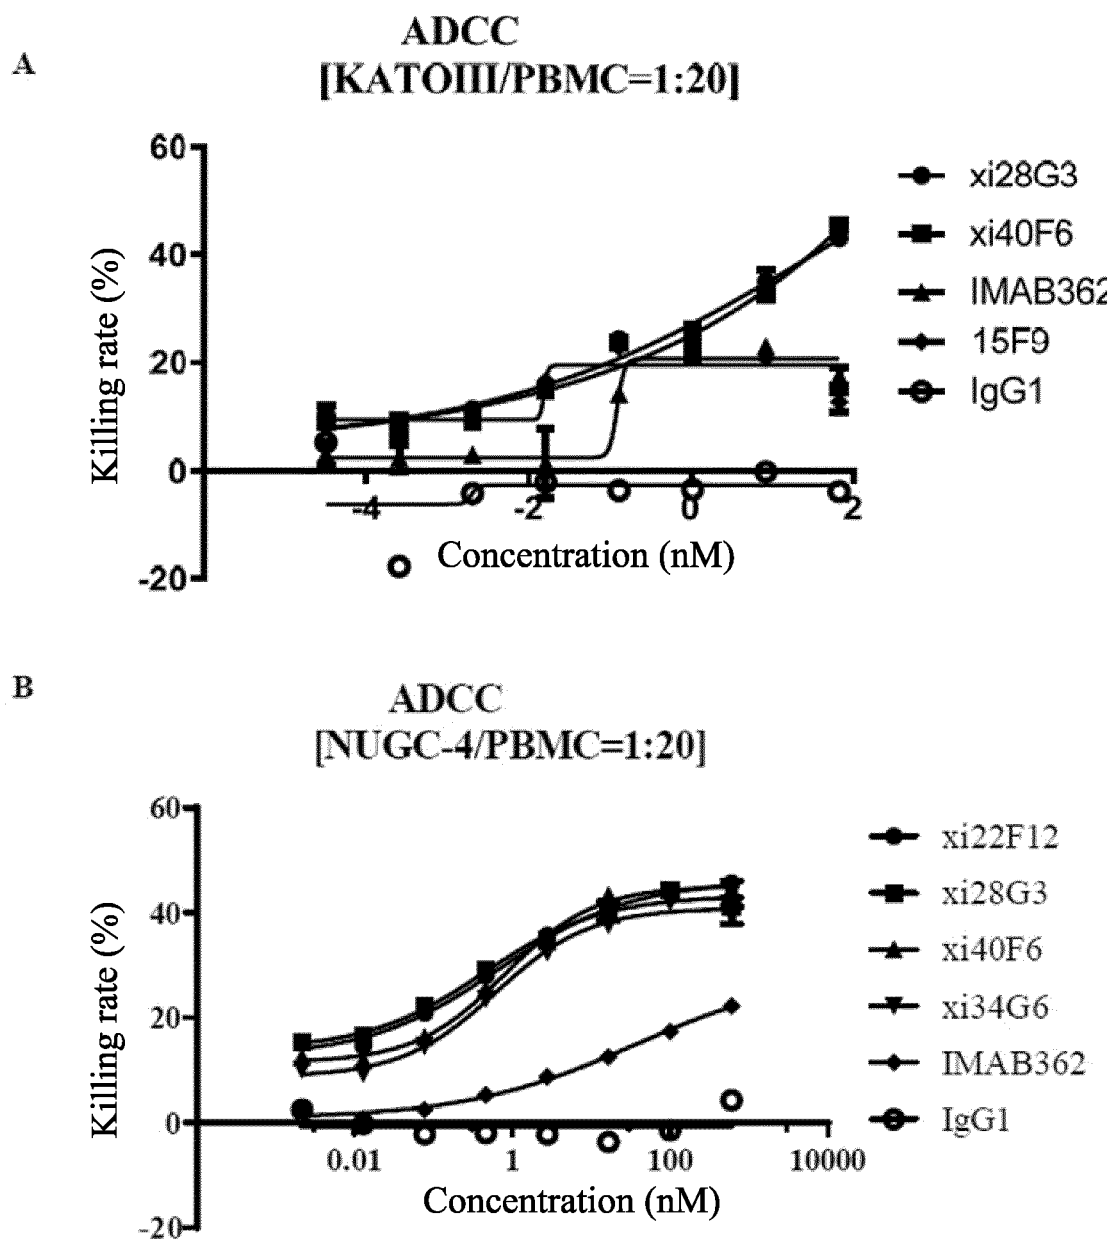 A
ADCC
[KATOIII/PBMC=1:20]
60
40
20
0
-20
Killing rate (%)
-4
-2
0
2
Concentration (nM)
xi28G3
xi40F6
IMAB362
15F9
IgG1
B
ADCC
[NUGC-4/PBMC=1:20]
60
40
20
0
-20
Killing rate (%)
0.01
1
100
10000
Concentration (nM)
xi22F12
xi28G3
xi40F6
xi34G6
IMAB362
IgG1